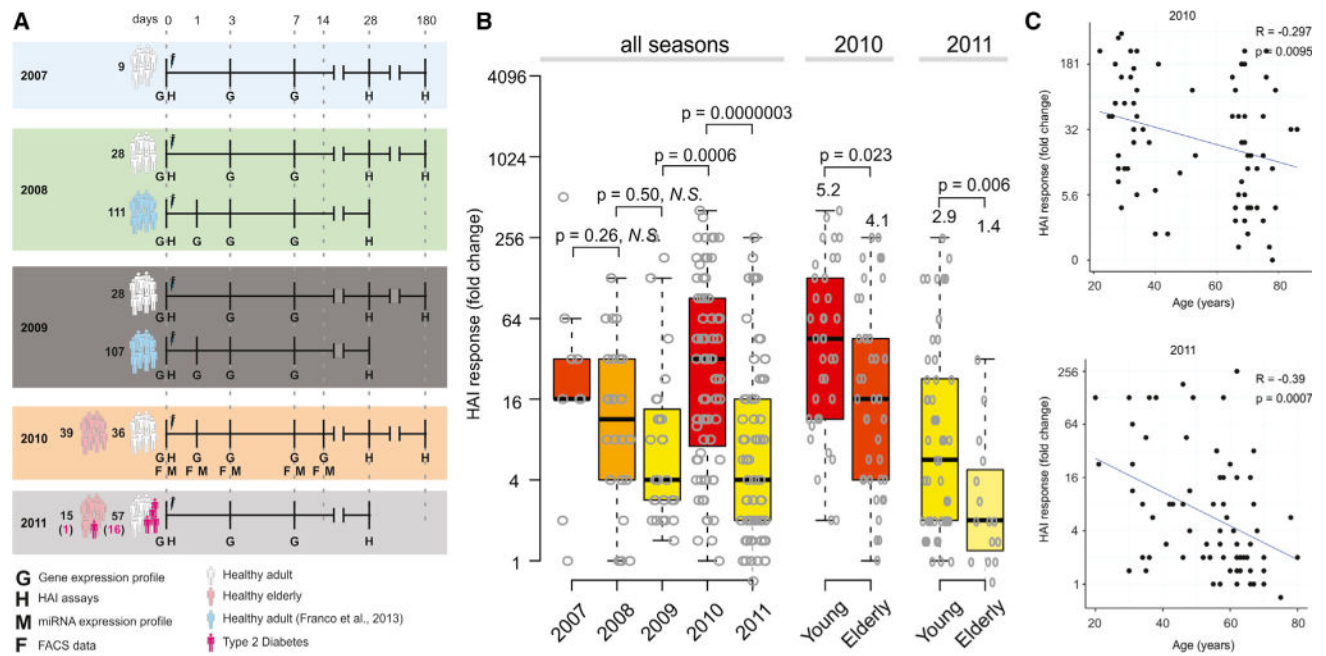 A
days 0 1 3 7 14 28 180
2007
9
G H G G H H
2008
28
G H G G H H
111
G H G G G H
2009
28
G H G G H H
107
G H G G G H
2010
39 36
G H G G G G H H
F M F M F M F M F M
2011
15 57
(1) (16)
G H G G H
G Gene expression profile
H HAI assays
M miRNA expression profile
F FACS data
Healthy adult
Healthy elderly
Healthy adult (Franco et al., 2013)
Type 2 Diabetes
B
all seasons 2010 2011
HAI response (fold change)
4096
1024
256
64
16
4
1
p = 0.0000003
p = 0.0006
p = 0.50, N.S.
p = 0.26, N.S.
p = 0.023
5.2
4.1
p = 0.006
2.9
1.4
2007 2008 2009 2010 2011 Young Elderly Young Elderly
C
2010
R = -0.297
p = 0.0095
HAI response (fold change)
181
32
5.6
0
20 40 60 80
Age (years)
2011
R = -0.39
p = 0.0007
HAI response (fold change)
256
64
16
4
1
20 30 40 50 60 70 80
Age (years)